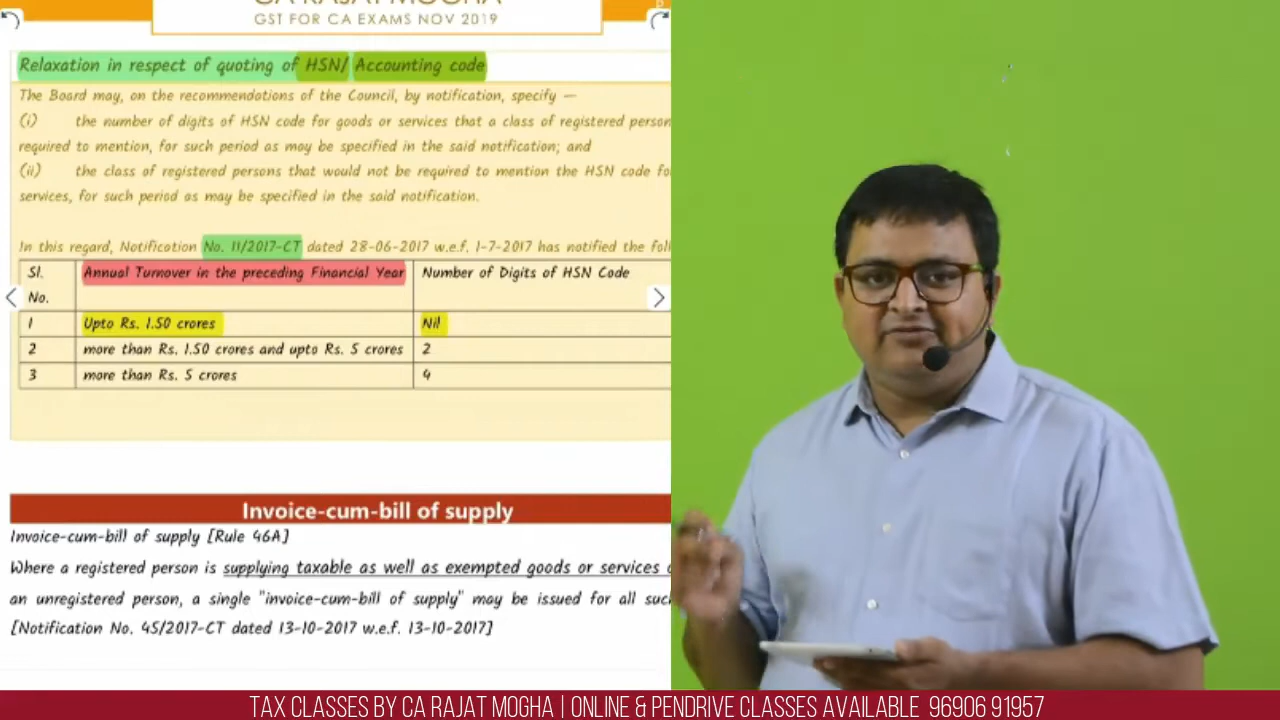 CA RAJAT MOGHA
GST FOR CA EXAMS NOV 2019
Relaxation in respect of quoting of HSN/ Accounting code
The Board may, on the recommendations of the Council, by notification, specify —
(i) the number of digits of HSN code for goods or services that a class of registered person
required to mention, for such period as may be specified in the said notification; and
(ii) the class of registered persons that would not be required to mention the HSN code
services, for such period as may be specified in the said notification.
In this regard, Notification No. 11/2017-CT dated 28-06-2017 w.e.f. 1-7-2017 has notified the
Sl. No. Annual Turnover in the preceding Financial Year Number of Digits of HSN Code
1 Upto Rs. 1.50 crores Nil
2 more than Rs. 1.50 crores and upto Rs. 5 crores 2
3 more than Rs. 5 crores 4
Invoice-cum-bill of supply
Invoice-cum-bill of supply [Rule 46A]
Where a registered person is supplying taxable as well as exempted goods or services
an unregistered person, a single "invoice-cum-bill of supply" may be issued for all
[Notification No. 45/2017-CT dated 13-10-2017 w.e.f. 13-10-2017]
TAX CLASSES BY CA RAJAT MOGHA | ONLINE & PENDRIVE CLASSES AVAILABLE 96906 91957